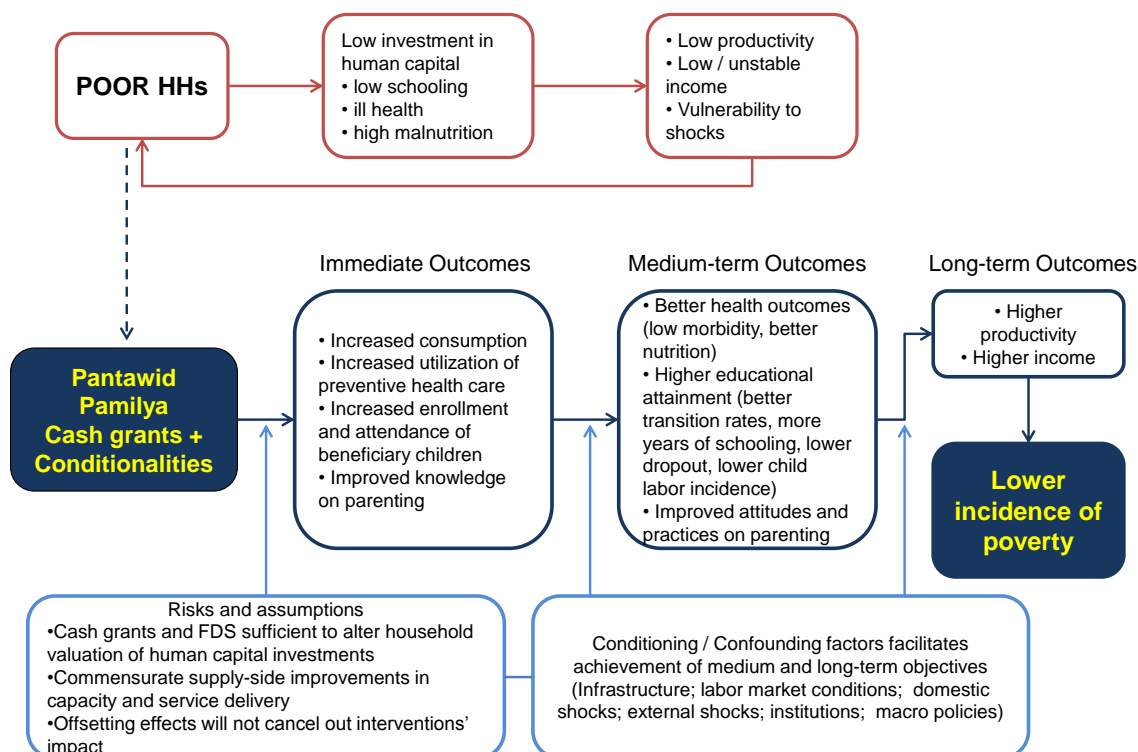 POOR HHs
Low investment in
human capital
• low schooling
• ill health
• high malnutrition
• Low productivity
• Low / unstable
income
• Vulnerability to
shocks
Immediate Outcomes
Medium-term Outcomes
Long-term Outcomes
Pantawid
Pamilya
Cash grants +
Conditionalities
• Increased consumption
• Increased utilization of
preventive health care
• Increased enrollment
and attendance of
beneficiary children
• Improved knowledge
on parenting
• Better health outcomes
(low morbidity, better
nutrition)
• Higher educational
attainment (better
transition rates, more
years of schooling, lower
dropout, lower child
labor incidence)
• Improved attitudes and
practices on parenting
• Higher
productivity
• Higher income
Lower
incidence of
poverty
Risks and assumptions
•Cash grants and FDS sufficient to alter household
valuation of human capital investments
•Commensurate supply-side improvements in
capacity and service delivery
•Offsetting effects will not cancel out interventions’
impact
Conditioning / Confounding factors facilitates
achievement of medium and long-term objectives
(Infrastructure; labor market conditions; domestic
shocks; external shocks; institutions; macro policies)